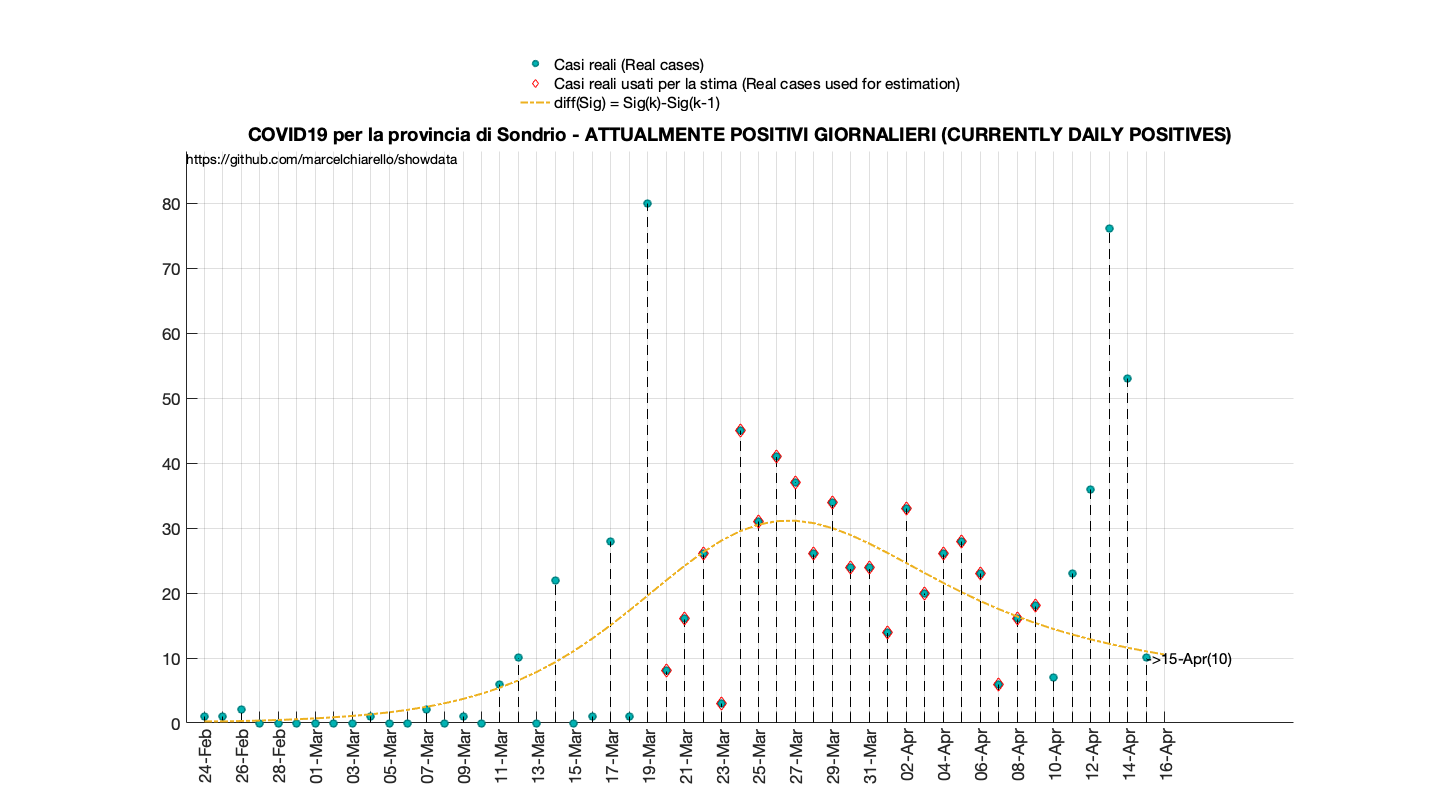 Casi reali (Real cases)
Casi reali usati per la stima (Real cases used for estimation)
diff(Sig) = Sig(k)-Sig(k-1)
COVID19 per la provincia di Sondrio - ATTUALMENTE POSITIVI GIORNALIERI (CURRENTLY DAILY POSITIVES)
https://github.com/marcelchiarello/showdata
80
70
60
50
40
30
20
10
0
->15-Apr(10)
24-Feb
26-Feb
28-Feb
01-Mar
03-Mar
05-Mar
07-Mar
09-Mar
11-Mar
13-Mar
15-Mar
17-Mar
19-Mar
21-Mar
23-Mar
25-Mar
27-Mar
29-Mar
31-Mar
02-Apr
04-Apr
06-Apr
08-Apr
10-Apr
12-Apr
14-Apr
16-Apr